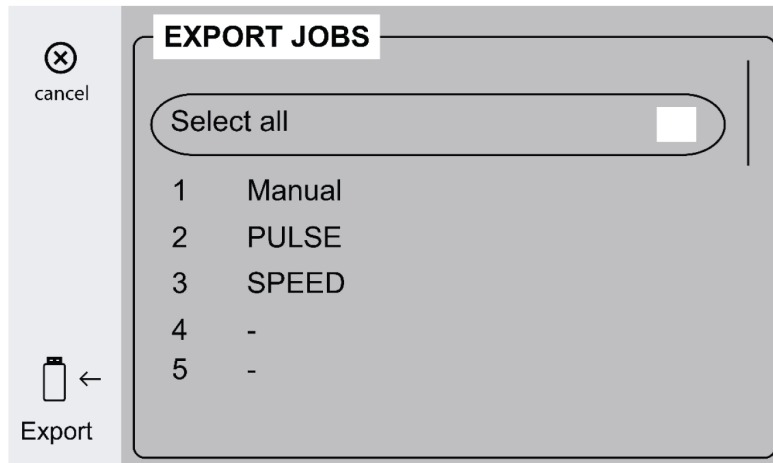 EXPORT JOBS
cancel
Select all
1 Manual
2 PULSE
3 SPEED
4 -
5 -
Export